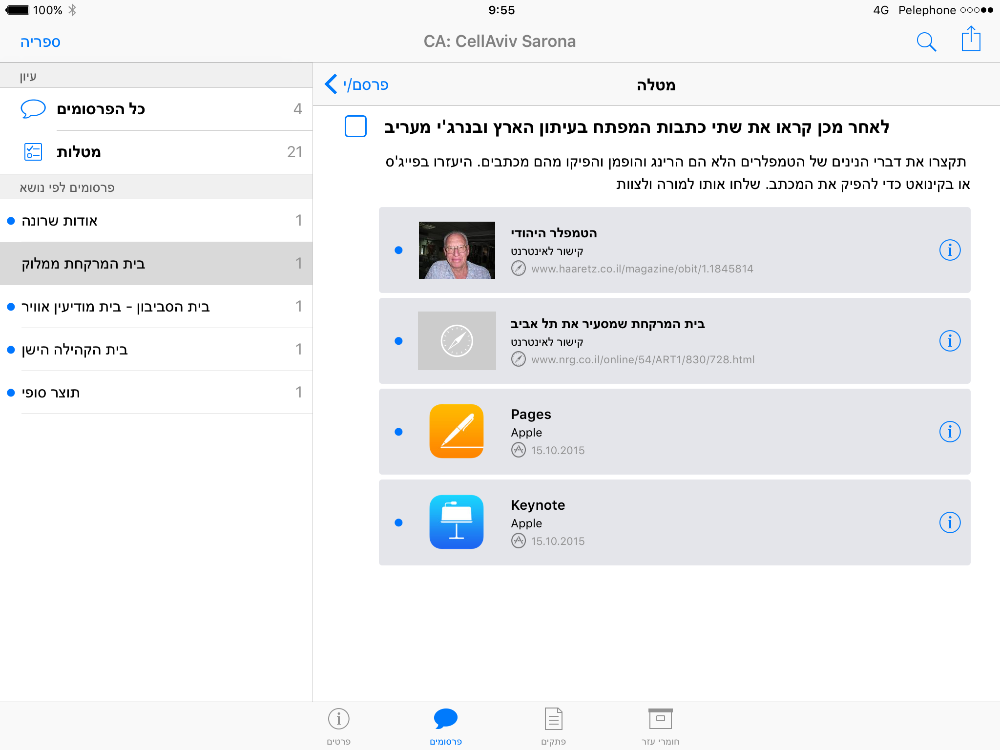 100%
9:55
4G Pelephone
ספריה
CA: CellAviv Sarona
עיון
כל הפרסומים 4
מטלות 21
פרסומים לפי נושא
אודות שרונה 1
בית המרקחת ממלוק 1
בית הסביבון - בית מודיעין אוויר 1
בית הקהילה הישן 1
תוצר סופי 1
פרסם/י
מטלה
לאחר מכן קראו את שתי כתבות המפתח בעיתון הארץ ובנרג'י מעריב
תקצרו את דברי הנינים של הטמפלרים הלא הם הרינג והופמן והפיקו מהם מכתבים. היעזרו בפייג'ס
או בקינואט כדי להפיק את המכתב. שלחו אותו למורה ולצוות
הטמפלר היהודי
קישור לאינטרנט
www.haaretz.co.il/magazine/obit/1.1845814
בית המרקחת שמסעיר את תל אביב
קישור לאינטרנט
www.nrg.co.il/online/54/ART1/830/728.html
Pages
Apple
15.10.2015
Keynote
Apple
15.10.2015
פרטים
פרסומים
פתקים
חומרי עזר